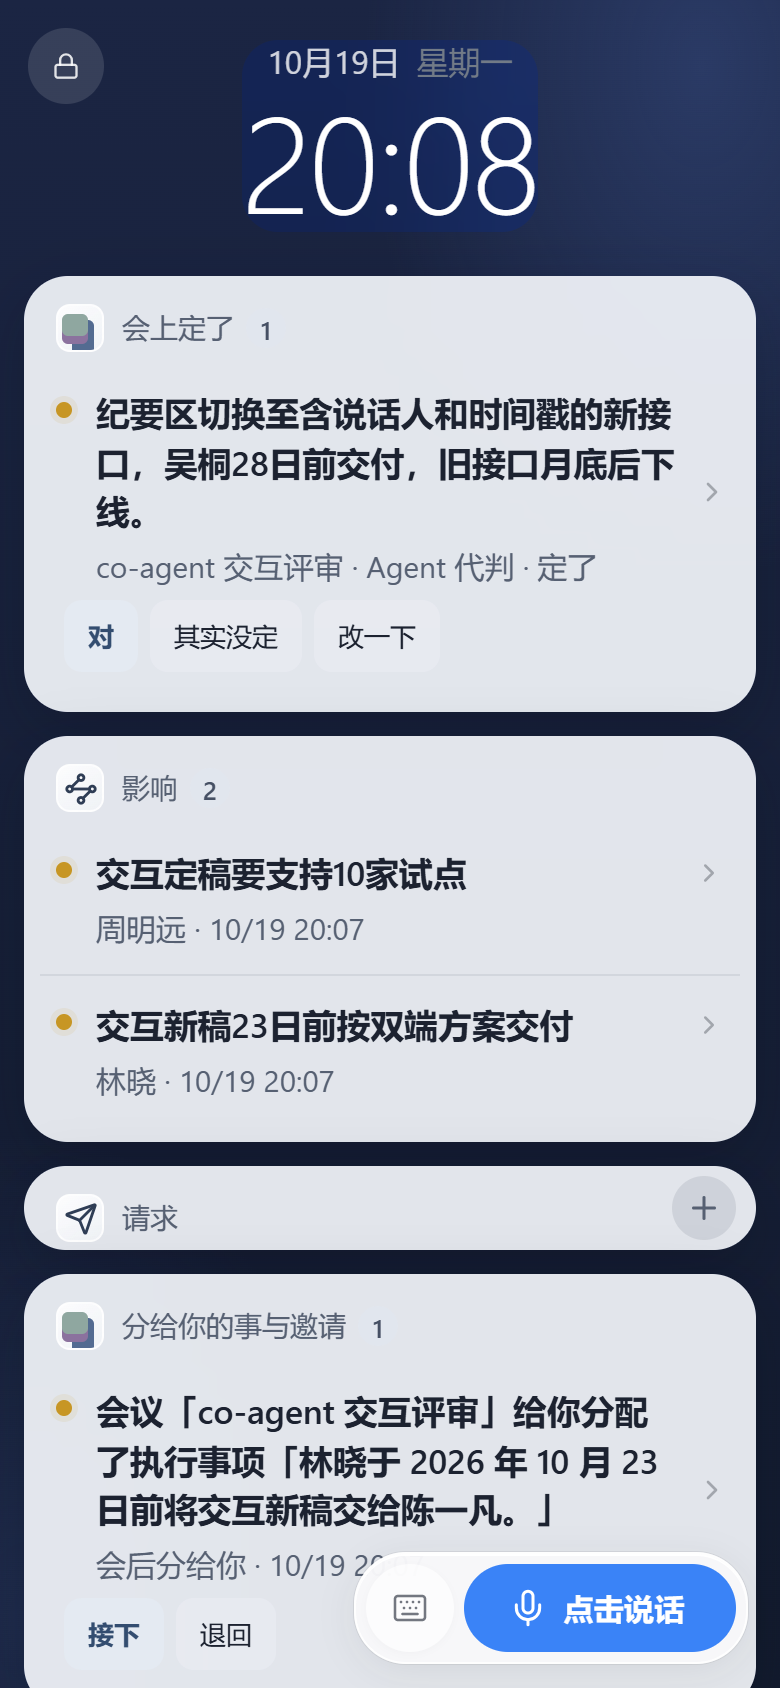 10月19日 星期一
20:08
会上定了 1
纪要区切换至含说话人和时间戳的新接
口，吴桐28日前交付，旧接口月底后下
线。
co-agent 交互评审 · Agent 代判 · 定了
对 其实没定 改一下
影响 2
交互定稿要支持10家试点
周明远 · 10/19 20:07
交互新稿23日前按双端方案交付
林晓 · 10/19 20:07
请求
分给你的事与邀请 1
会议「co-agent 交互评审」给你分配
了执行事项「林晓于 2026 年 10 月 23
日前将交互新稿交给陈一凡。」
会后分给你 · 10/19 20:07
接下 退回
点击说话